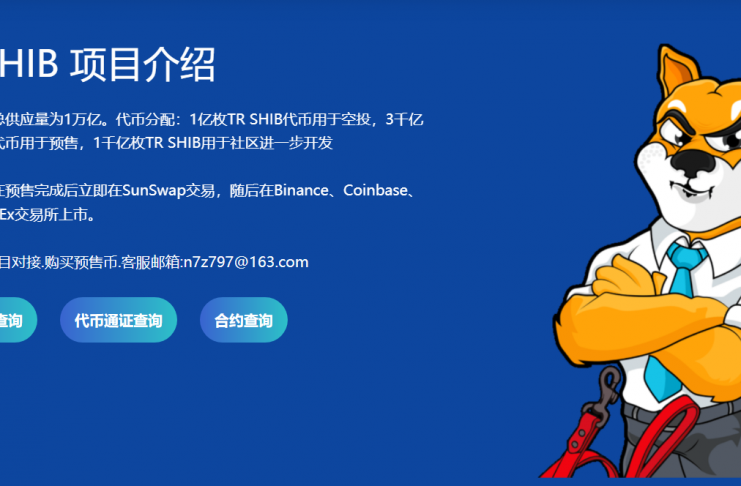 HIB 项目介绍
总供应量为1万亿。代币分配：1亿枚TR SHIB代币用于空投，3千亿
代币用于预售，1千亿枚TR SHIB用于社区进一步开发
在预售完成后立即在SunSwap交易，随后在Binance、Coinbase、
Ex交易所上市。
目对接.购买预售币.客服邮箱:n7z797@163.com
查询
代币通证查询
合约查询